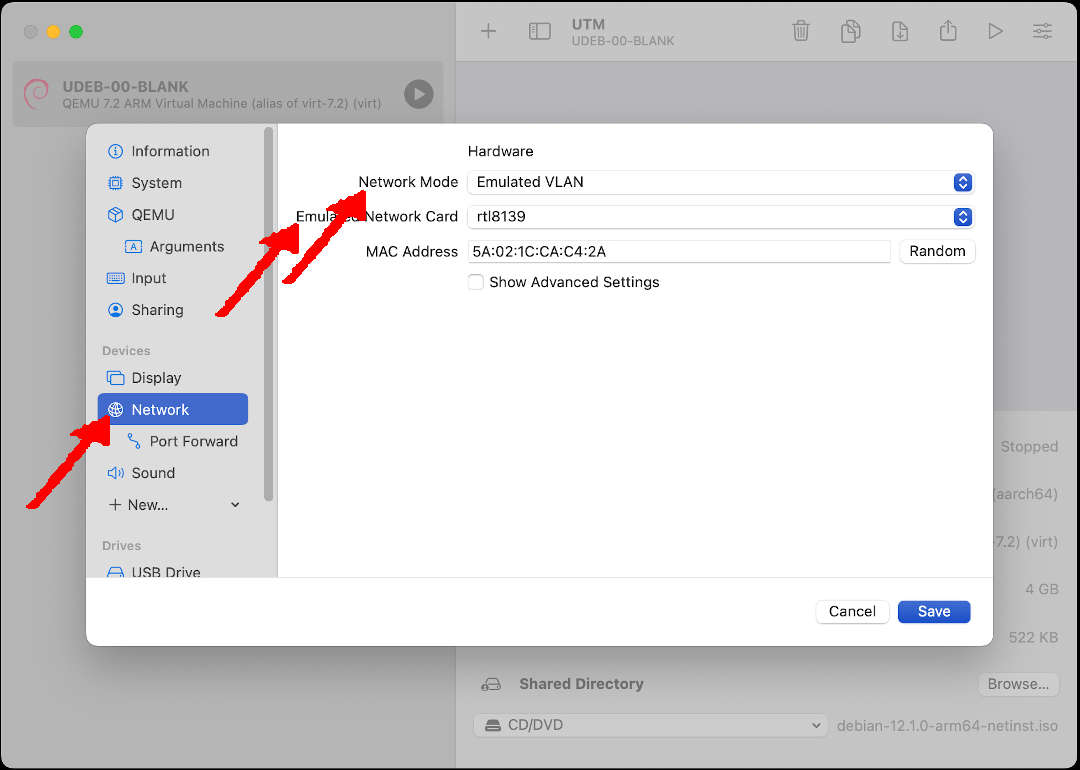 UTM
UDEB-00-BLANK
UDEB-00-BLANK
QEMU 7.2 ARM Virtual Machine (alias of virt-7.2) (virt)
Information
System
QEMU
Arguments
Input
Sharing
Devices
Display
Network
Port Forward
Sound
New...
Drives
USB Drive
Hardware
Network Mode Emulated VLAN
Emulated Network Card rtl8139
MAC Address 5A:02:1C:CA:C4:2A Random
Show Advanced Settings
Cancel Save
Stopped
(aarch64)
-7.2) (virt)
4 GB
522 KB
Shared Directory Browse...
CD/DVD debian-12.1.0-arm64-netinst.iso